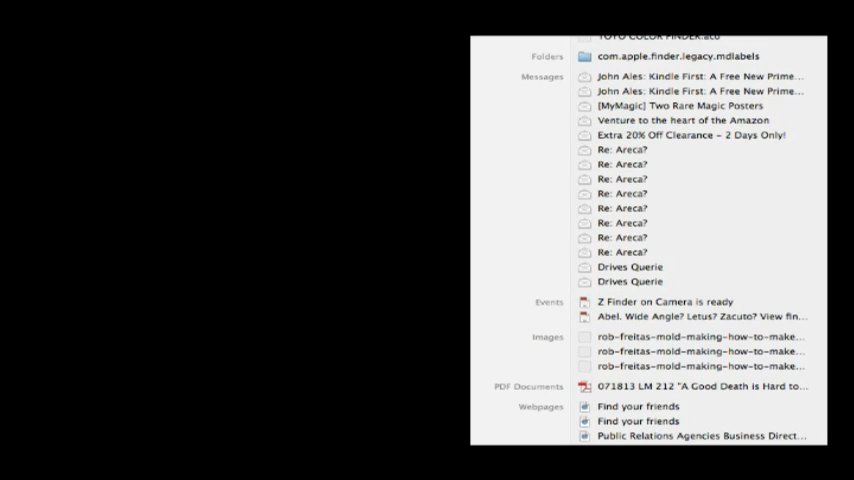 TOYO COLOR FINDER.acb
Folders com.apple.finder.legacy.mdlabels
Messages John Ales: Kindle First: A Free New Prime...
John Ales: Kindle First: A Free New Prime...
[MyMagic] Two Rare Magic Posters
Venture to the heart of the Amazon
Extra 20% Off Clearance - 2 Days Only!
Re: Areca?
Re: Areca?
Re: Areca?
Re: Areca?
Re: Areca?
Re: Areca?
Re: Areca?
Re: Areca?
Drives Querie
Drives Querie
Events Z Finder on Camera is ready
Abel. Wide Angle? Letus? Zacuto? View fin...
Images rob-freitas-mold-making-how-to-make...
rob-freitas-mold-making-how-to-make...
rob-freitas-mold-making-how-to-make...
PDF Documents 071813 LM 212 "A Good Death is Hard to...
Webpages Find your friends
Find your friends
Public Relations Agencies Business Direct...